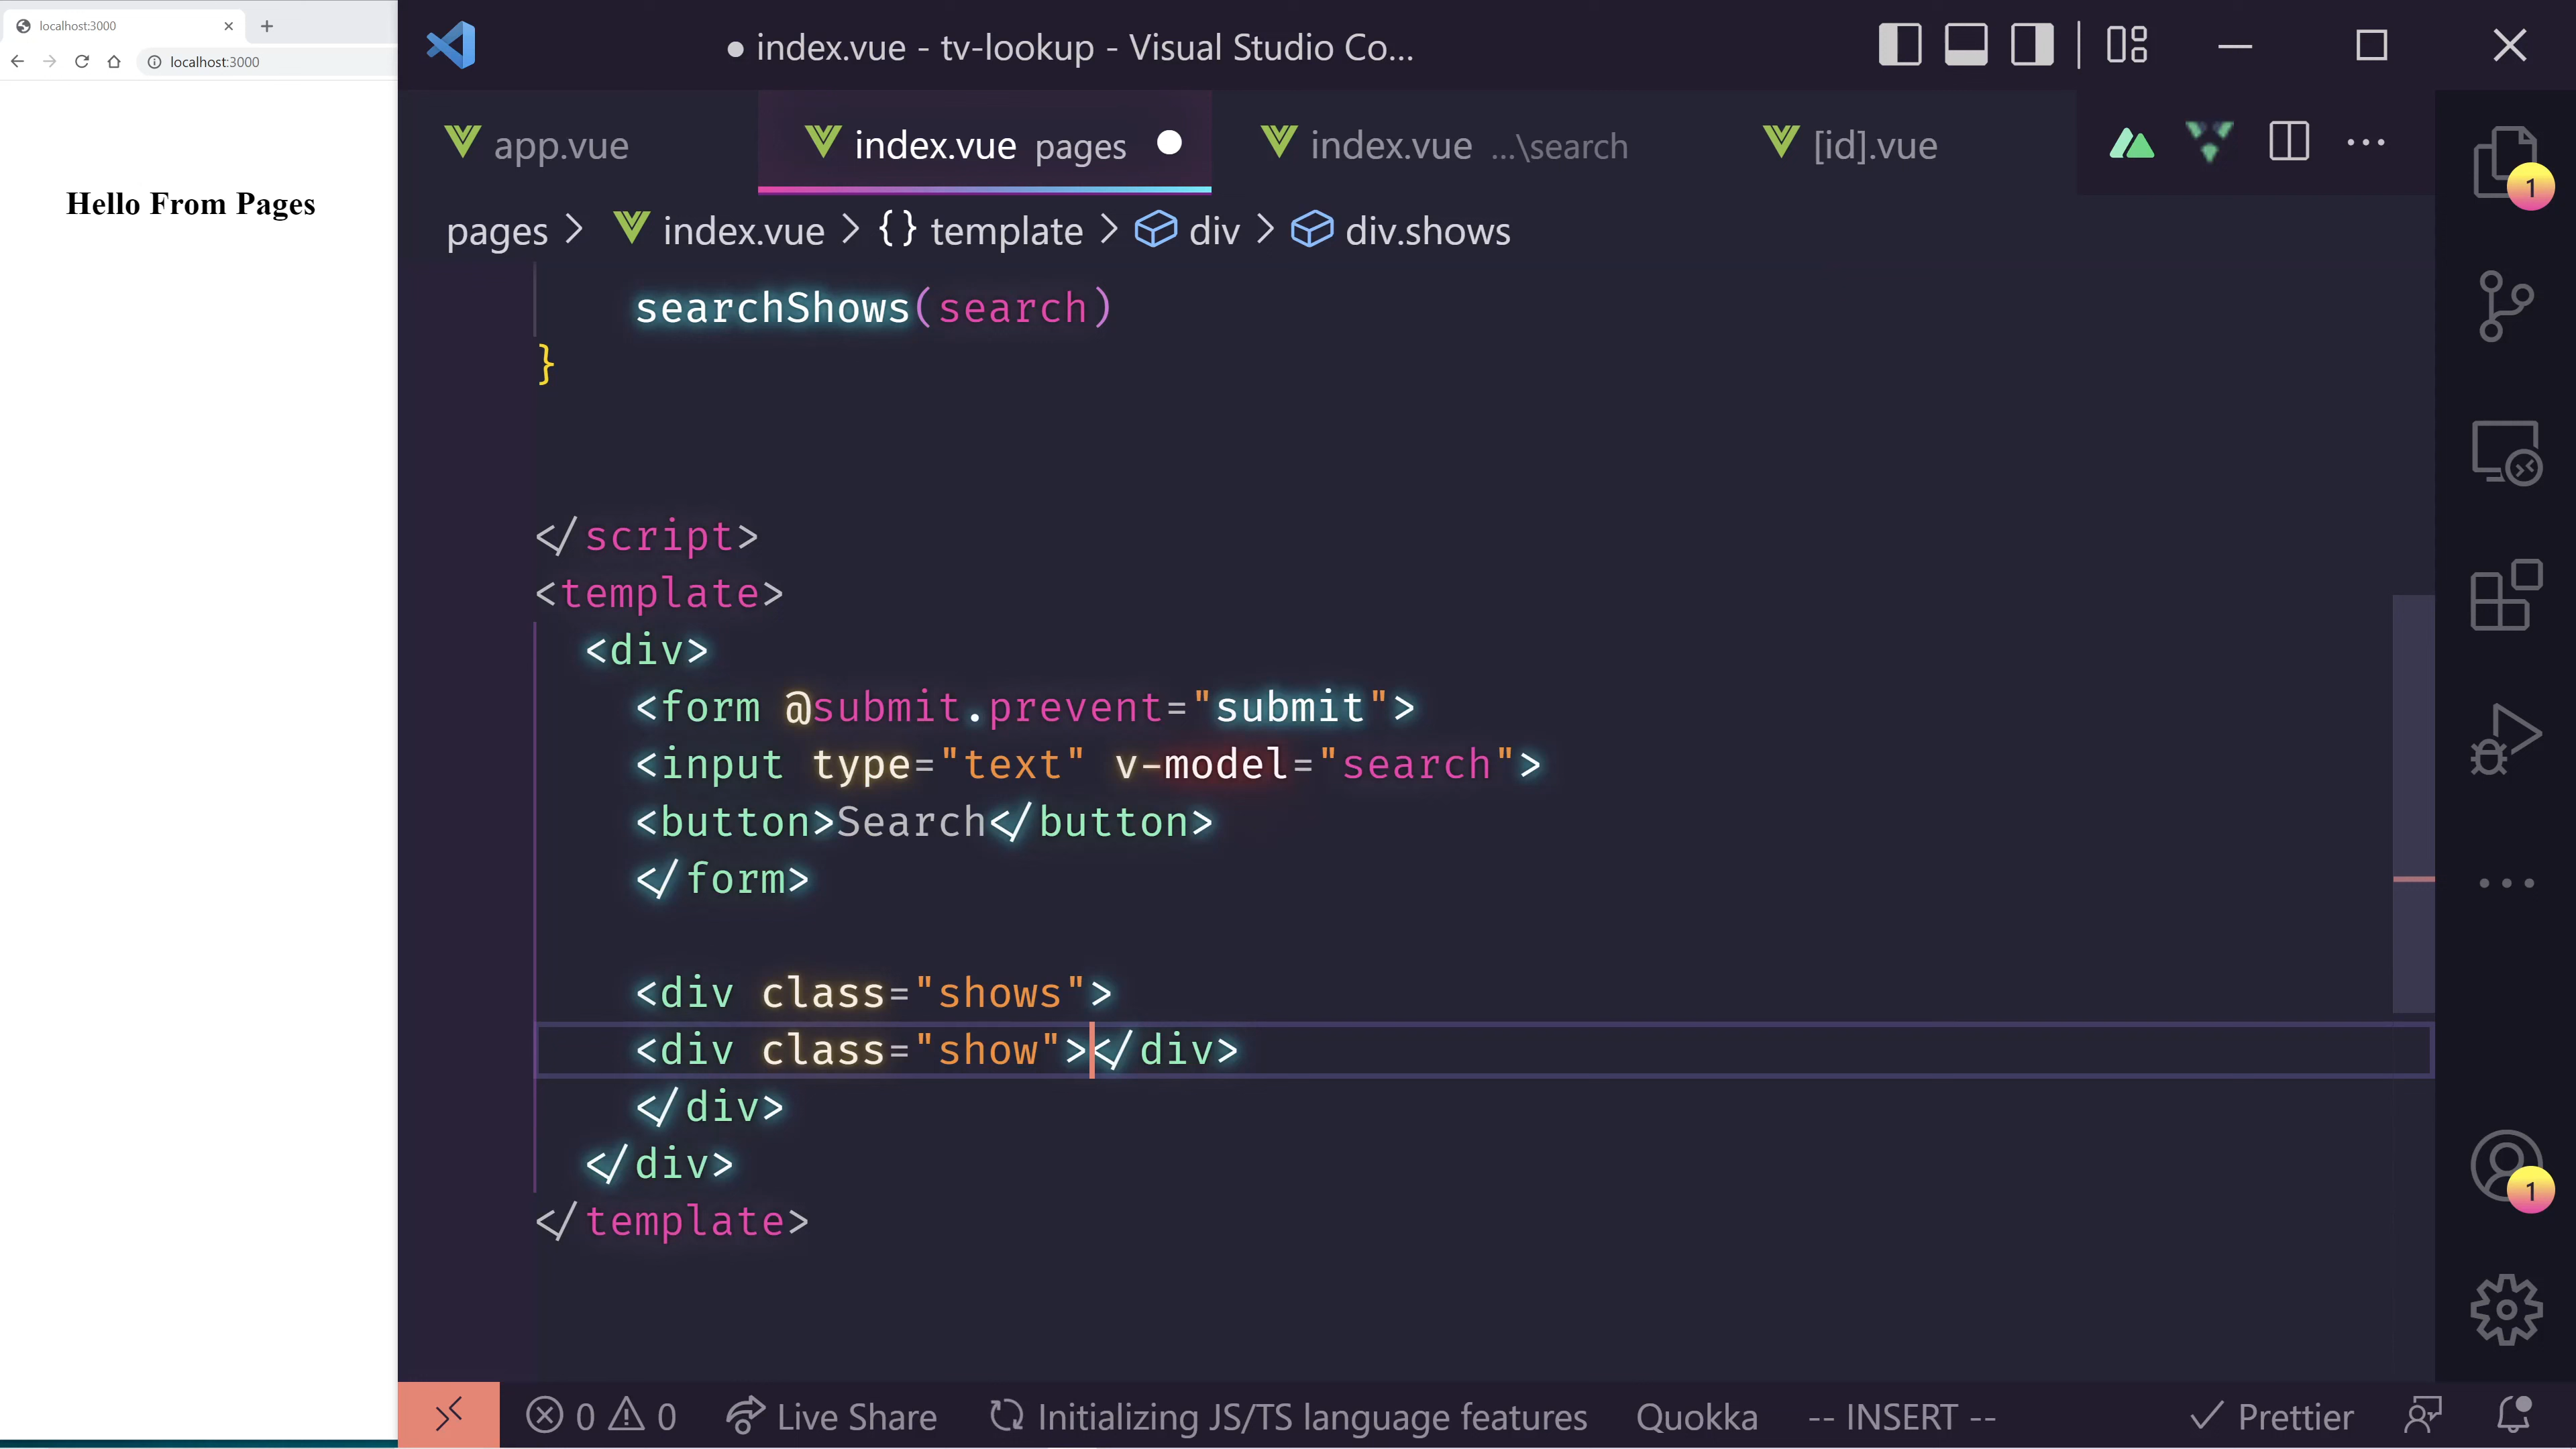 localhost:3000
localhost:3000
Hello From Pages
index.vue - tv-lookup - Visual Studio Co...
app.vue
index.vue pages
index.vue ...\search
[id].vue
pages > index.vue > {} template > div > div.shows
searchShows(search)
}
</script>
<template>
<div>
<form @submit.prevent="submit">
<input type="text" v-model="search">
<button>Search</button>
</form>
<div class="shows">
<div class="show"></div>
</div>
</div>
</template>
1
1
0 0 Live Share Initializing JS/TS language features Quokka -- INSERT -- Prettier